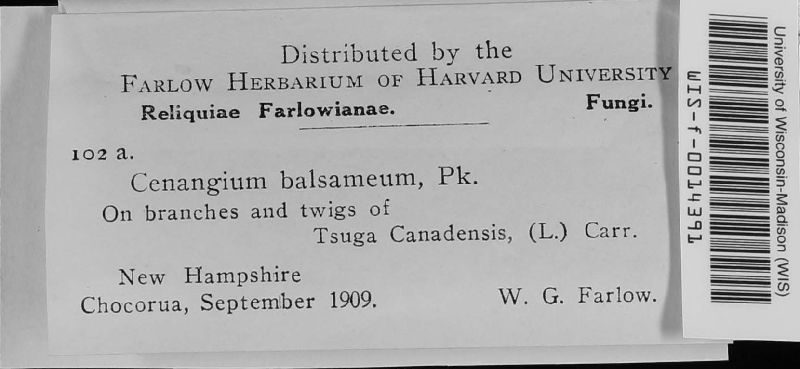 Distributed by the
FARLOW HERBARIUM OF HARVARD UNIVERSITY
Reliquiae Farlowianae. Fungi.
102 a.
Cenangium balsameum, Pk.
On branches and twigs of
Tsuga Canadensis, (L.) Carr.
New Hampshire
Chocorua, September 1909. W. G. Farlow.
WIS-f-0014391
University of Wisconsin-Madison (WIS)